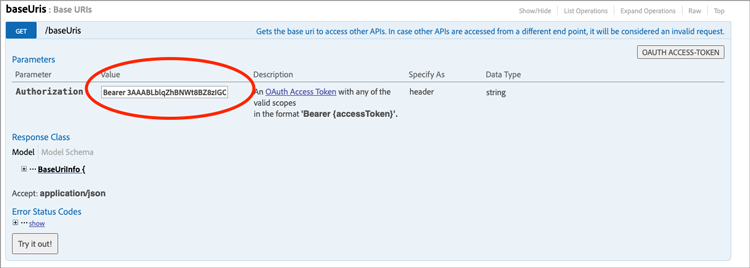 baseUris : Base URIs
Show/Hide | List Operations | Expand Operations | Raw | Top
GET /baseUris Gets the base uri to access other APIs. In case other APIs are accessed from a different end point, it will be considered an invalid request.
OAUTH ACCESS-TOKEN
Parameters
Parameter Value Description Specify As Data Type
Authorization Bearer 3AAABLblqZhBNWt8BZ8zIGC An OAuth Access Token with any of the header string
valid scopes
in the format 'Bearer {accessToken}'.
Response Class
Model | Model Schema
BaseUriInfo {
Accept: application/json
Error Status Codes
show
Try it out!